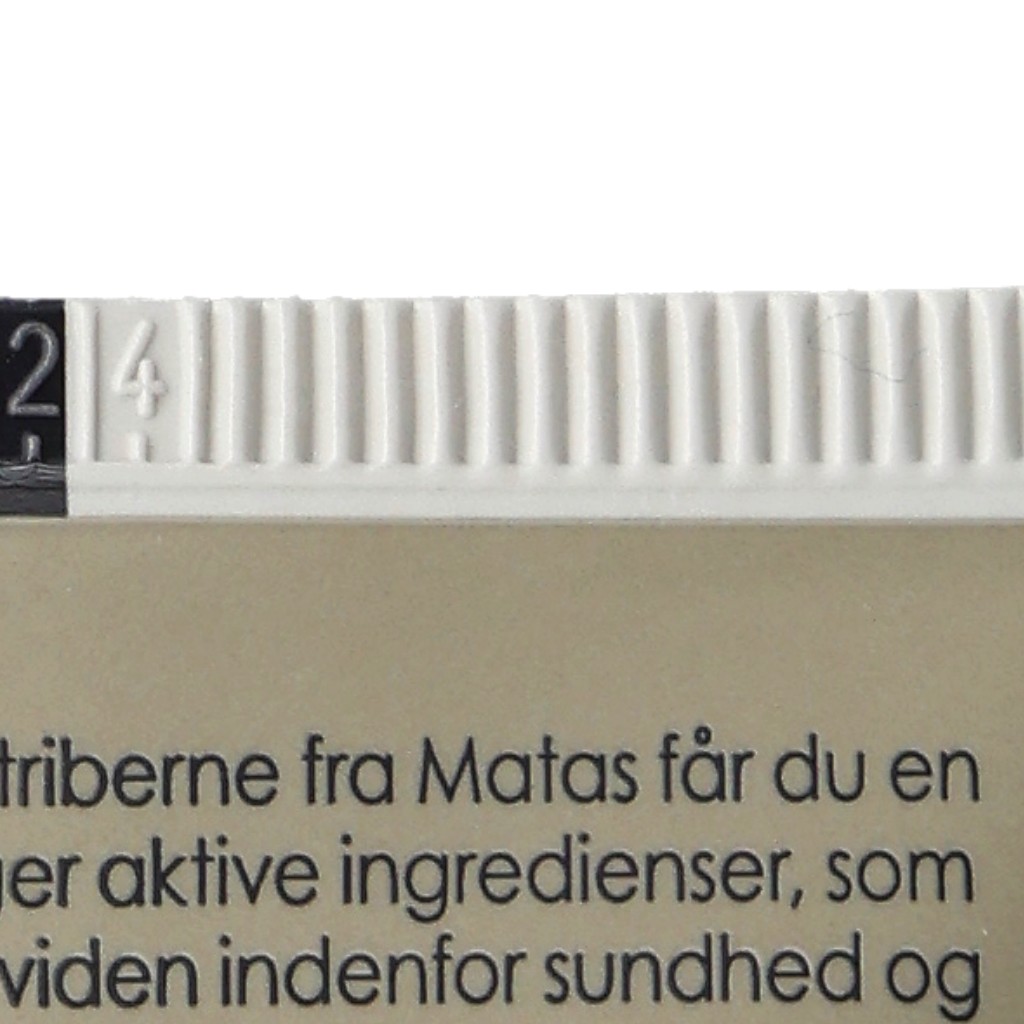 2 4
triberne fra Matas får du en
ger aktive ingredienser, som
viden indenfor sundhed og